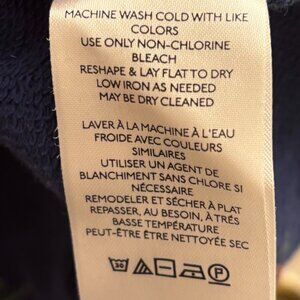 MACHINE WASH COLD WITH LIKE
COLORS
USE ONLY NON-CHLORINE
BLEACH
RESHAPE & LAY FLAT TO DRY
LOW IRON AS NEEDED
MAY BE DRY CLEANED
LAVER À LA MACHINE À L'EAU
FROIDE AVEC COULEURS
SIMILAIRES
UTILISER UN AGENT DE
BLANCHIMENT SANS CHLORE SI
NÉCESSAIRE
REMODELER ET SÉCHER À PLAT
REPASSER, AU BESOIN, À TRÈS
BASSE TEMPÉRATURE
PEUT-ÊTRE ÊTRE NETTOYÉE SEC
30